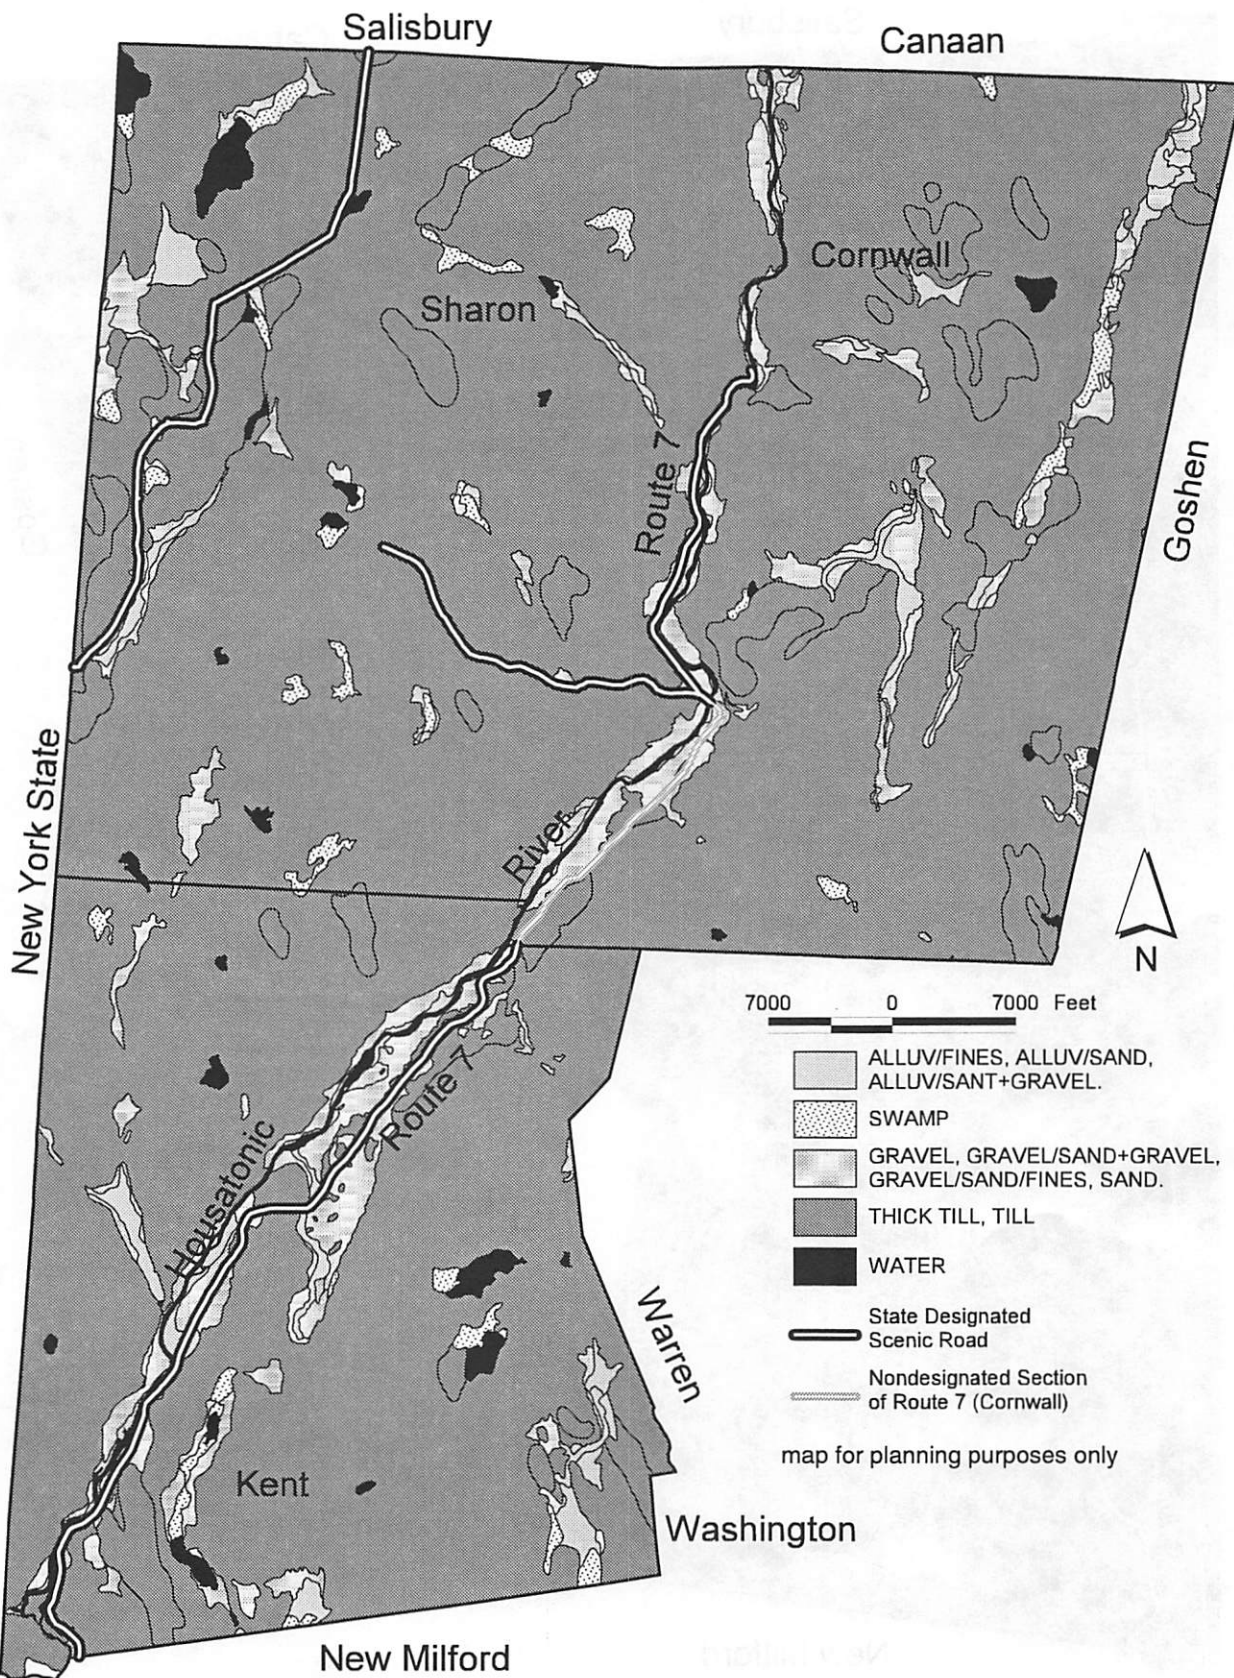 Salisbury
Canaan
Cornwall
Sharon
Route 7
Goshen
New York State
River
N
7000 0 7000 Feet
ALLUV/FINES, ALLUV/SAND,
ALLUV/SANT+GRAVEL.
SWAMP
GRAVEL, GRAVEL/SAND+GRAVEL,
GRAVEL/SAND/FINES, SAND.
THICK TILL, TILL
WATER
State Designated
Scenic Road
Nondesignated Section
of Route 7 (Cornwall)
map for planning purposes only
Route 7
Housatonic
Warren
Kent
Washington
New Milford